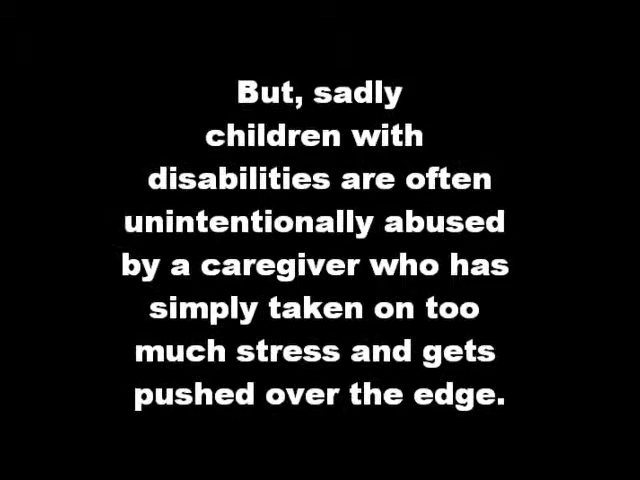 But, sadly
children with
disabilities are often
unintentionally abused
by a caregiver who has
simply taken on too
much stress and gets
pushed over the edge.